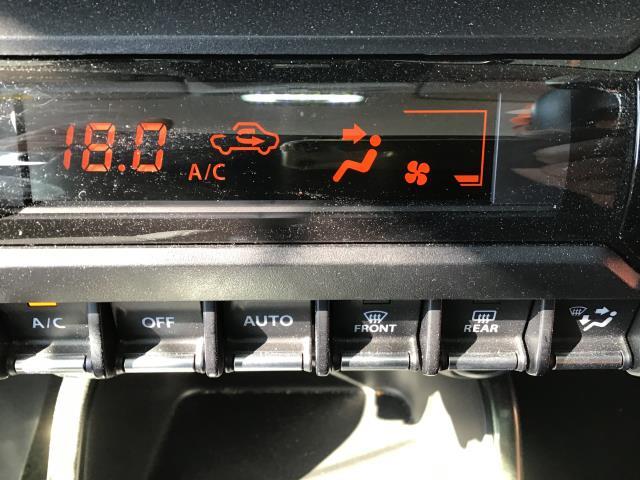 18.0
A/C
A/C OFF AUTO FRONT REAR